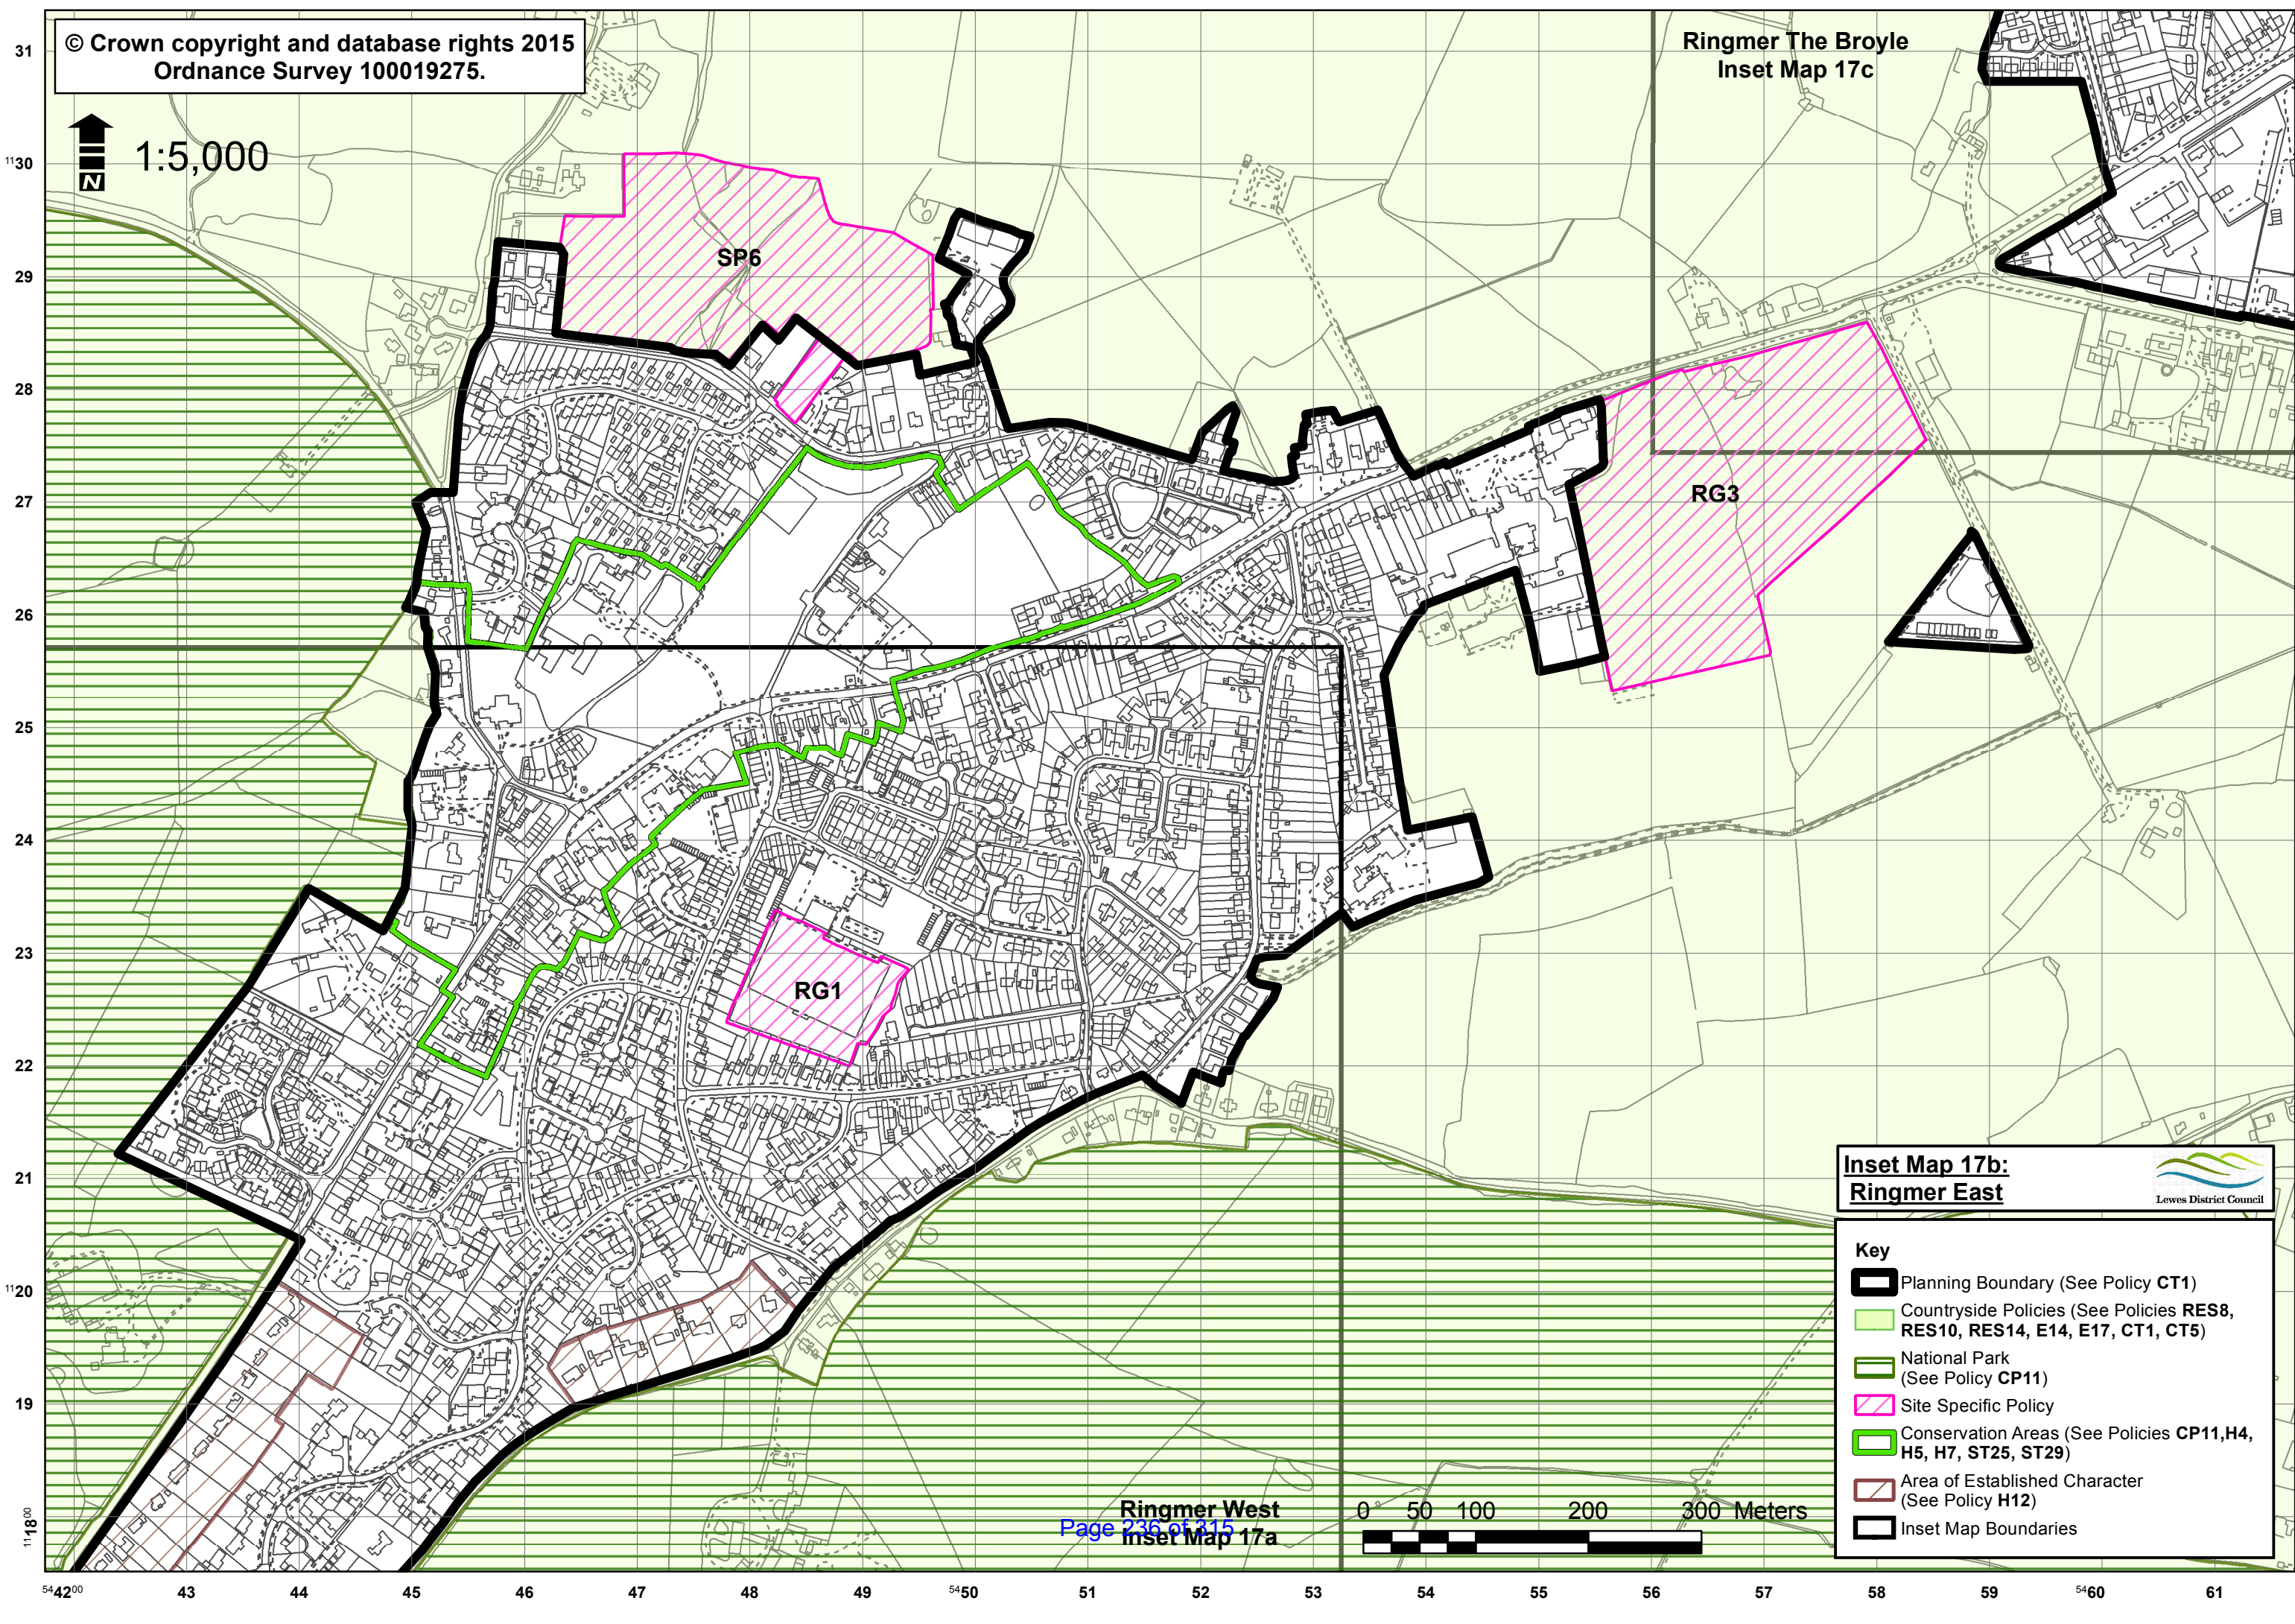 © Crown copyright and database rights 2015
Ordnance Survey 100019275.
1:5,000
N
Ringmer The Broyle
Inset Map 17c
31
1130
29
28
27
26
25
24
23
22
21
1120
19
111800
SP6
RG3
RG1
Inset Map 17b:
Ringmer East
Lewes District Council
Key
Planning Boundary (See Policy CT1)
Countryside Policies (See Policies RES8,
RES10, RES14, E14, E17, CT1, CT5)
National Park
(See Policy CP11)
Site Specific Policy
Conservation Areas (See Policies CP11,H4,
H5, H7, ST25, ST29)
Area of Established Character
(See Policy H12)
Inset Map Boundaries
Ringmer West
Inset Map 17a
Page 236 of 315
0 50 100 200 300 Meters
544200 43 44 45 46 47 48 49 5450 51 52 53 54 55 56 57 58 59 5460 61